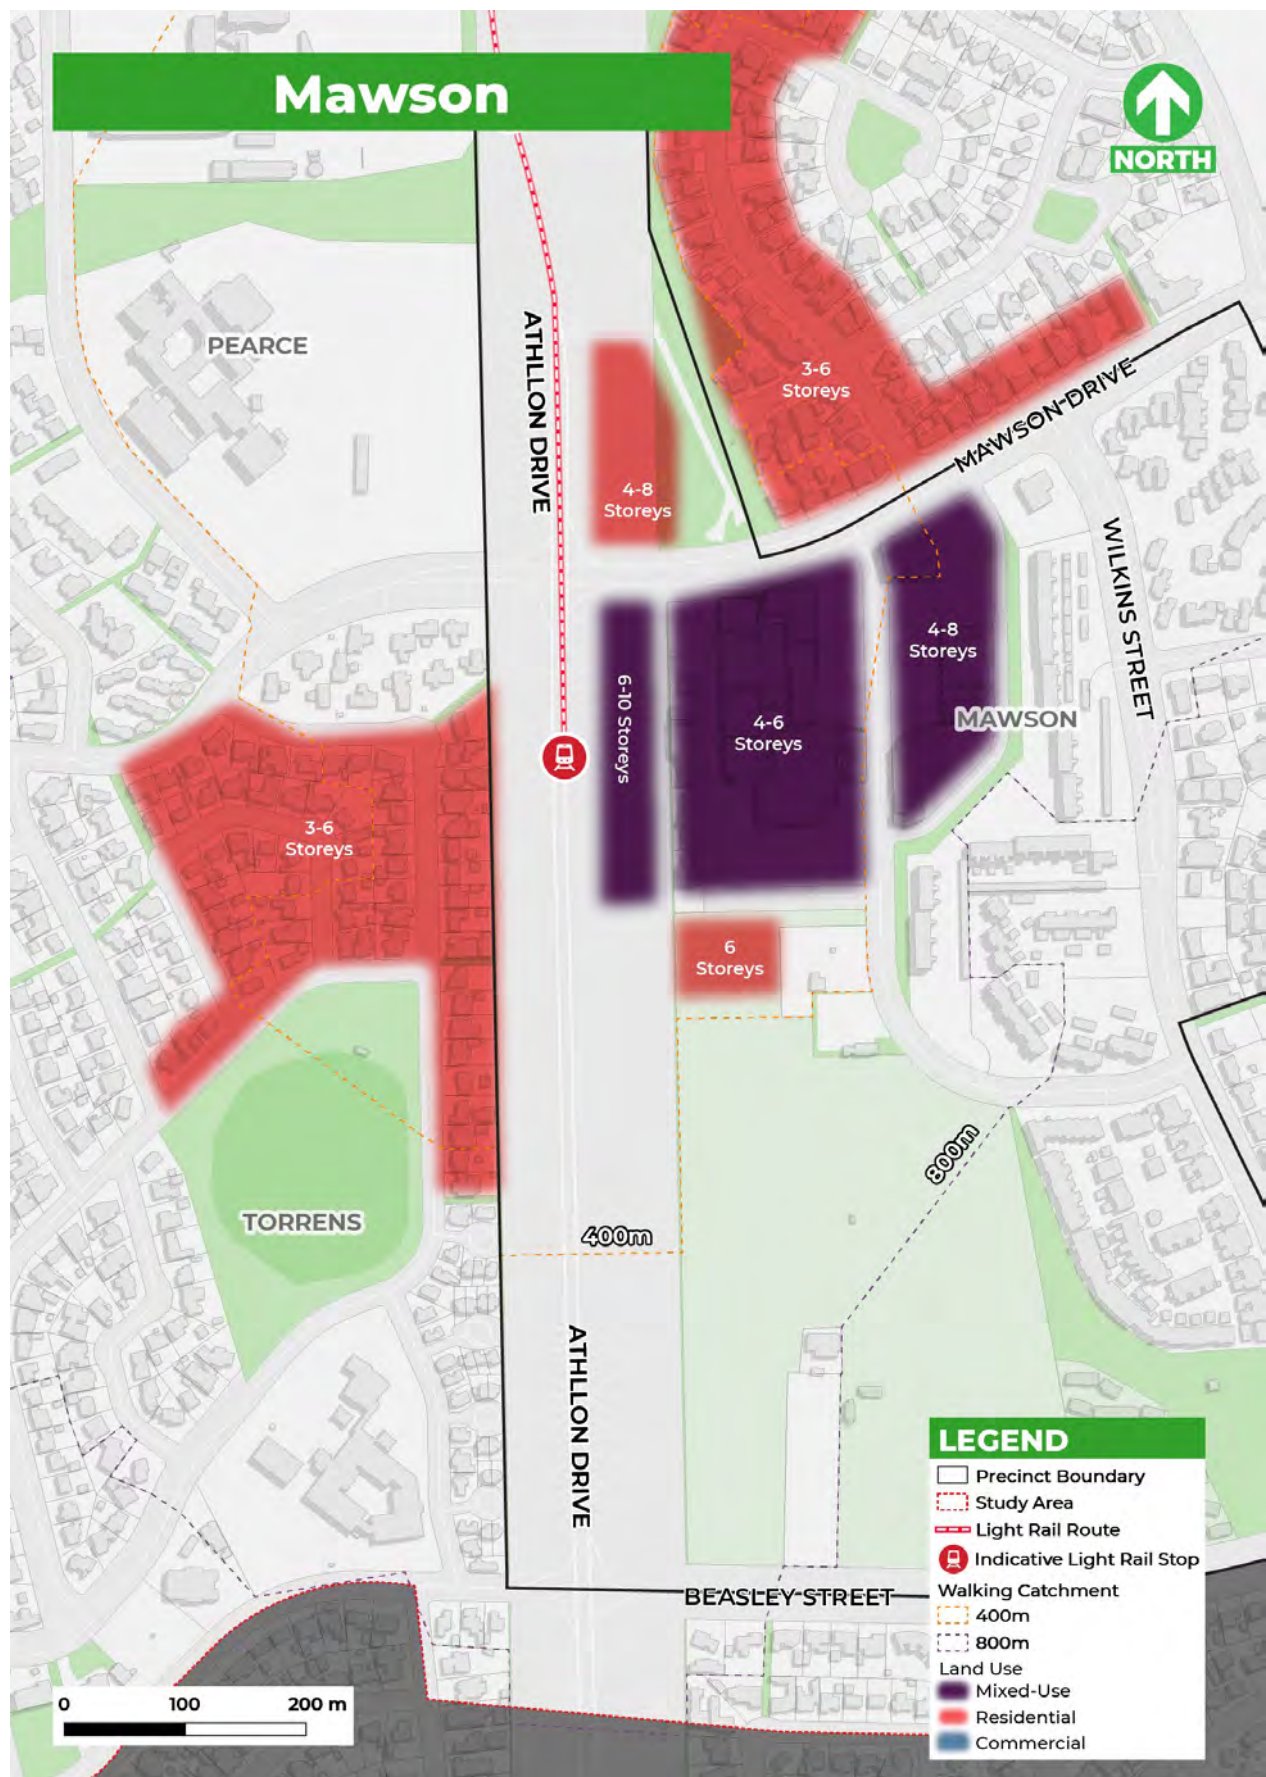 Mawson
NORTH
PEARCE
ATHLLON DRIVE
3-6
Storeys
MAWSON DRIVE
4-8
Storeys
WILKINS STREET
4-8
Storeys
6-10 Storeys
MAWSON
4-6
Storeys
3-6
Storeys
6
Storeys
800m
TORRENS
400m
ATHLLON DRIVE
BEASLEY STREET
LEGEND
Precinct Boundary
Study Area
Light Rail Route
Indicative Light Rail Stop
Walking Catchment
400m
800m
Land Use
Mixed-Use
Residential
Commercial
0 100 200 m